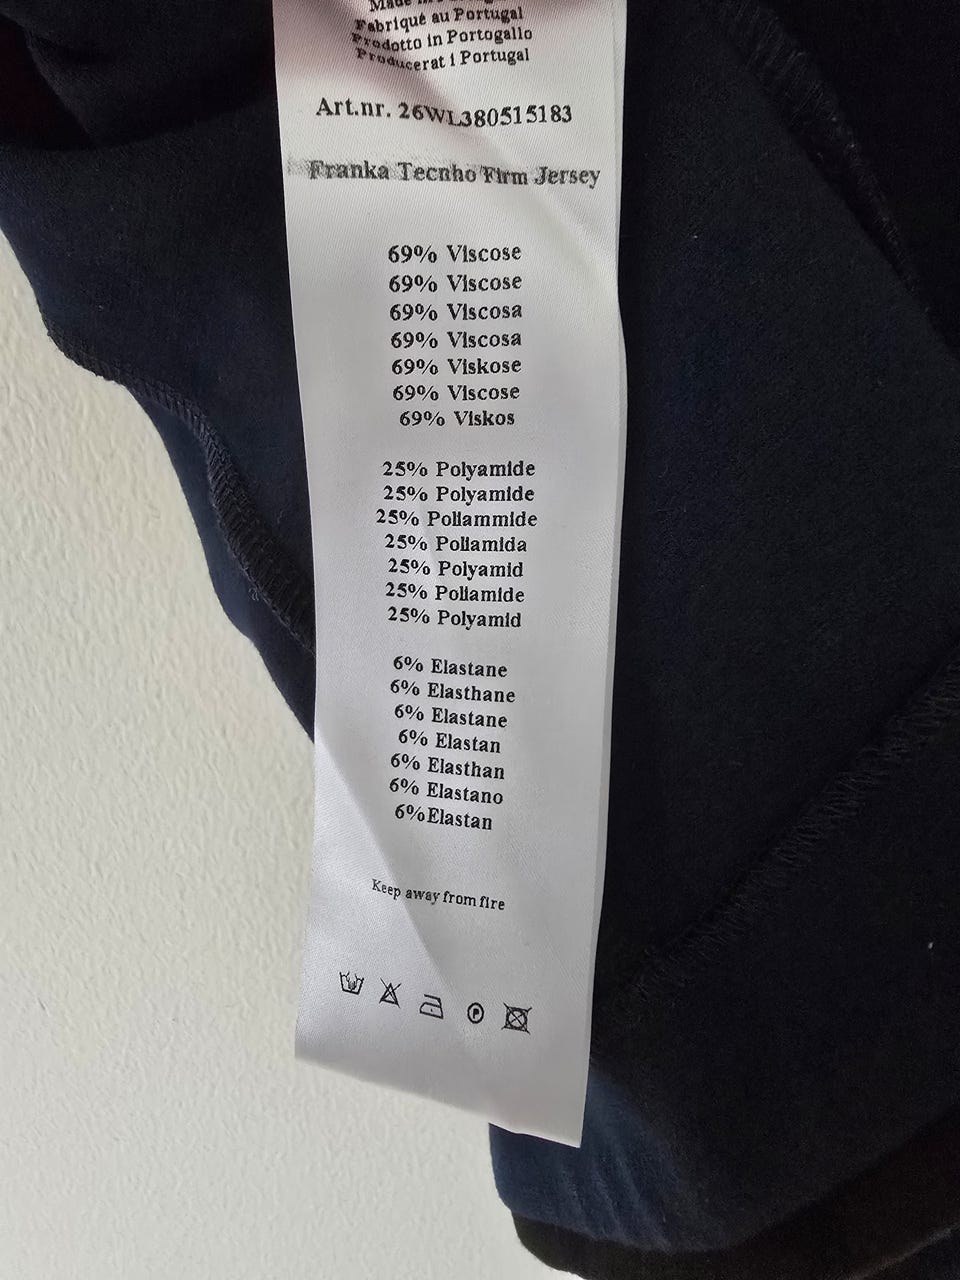 Made in
Fabriqué au Portugal
Prodotto in Portogallo
Producerat i Portugal
Art.nr. 26WL380515183
Franka Tecnho Firm Jersey
69% Viscose
69% Viscose
69% Viscosa
69% Viscosa
69% Viskose
69% Viscose
69% Viskos
25% Polyamide
25% Polyamide
25% Poliammide
25% Poliamida
25% Polyamid
25% Poliamide
25% Polyamid
6% Elastane
6% Elasthane
6% Elastane
6% Elastan
6% Elasthan
6% Elastano
6%Elastan
Keep away from fire
P